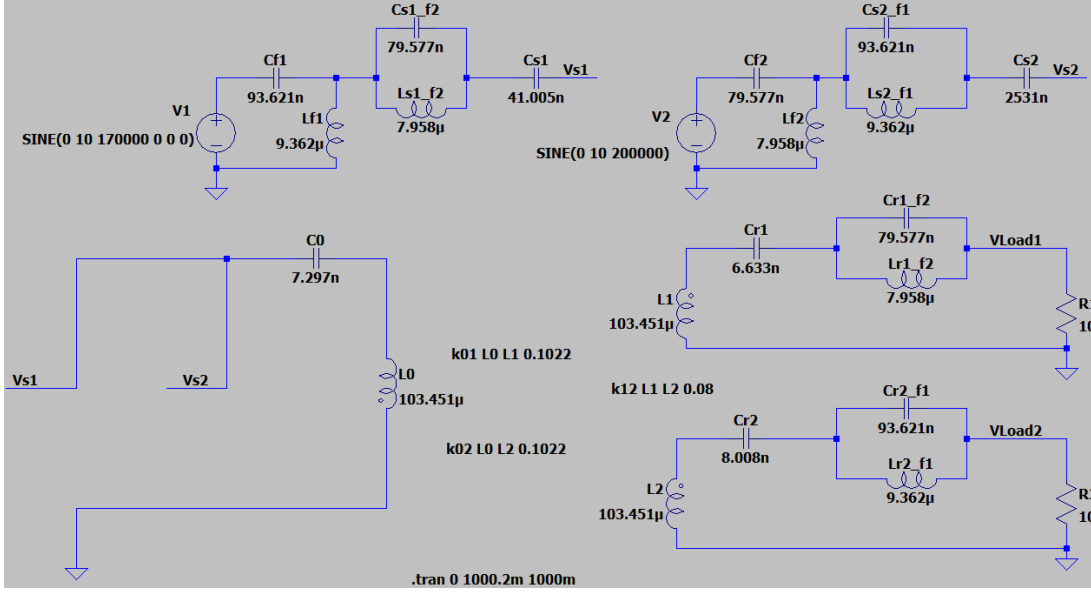 Cs1_f2
79.577n
Cf1
93.621n
Cs1
Vs1
41.005n
Ls1_f2
7.958µ
V1
Lf1
9.362µ
SINE(0 10 170000 0 0 0)
Cs2_f1
93.621n
Cf2
79.577n
Cs2
Vs2
2531n
Ls2_f1
9.362µ
V2
Lf2
7.958µ
SINE(0 10 200000)
C0
7.297n
Vs1
Vs2
L0
103.451µ
k01 L0 L1 0.1022
k12 L1 L2 0.08
k02 L0 L2 0.1022
Cr1_f2
79.577n
Cr1
6.633n
VLoad1
Lr1_f2
7.958µ
L1
103.451µ
10
Cr2_f1
93.621n
Cr2
8.008n
VLoad2
Lr2_f1
9.362µ
L2
103.451µ
10
.tran 0 1000.2m 1000m